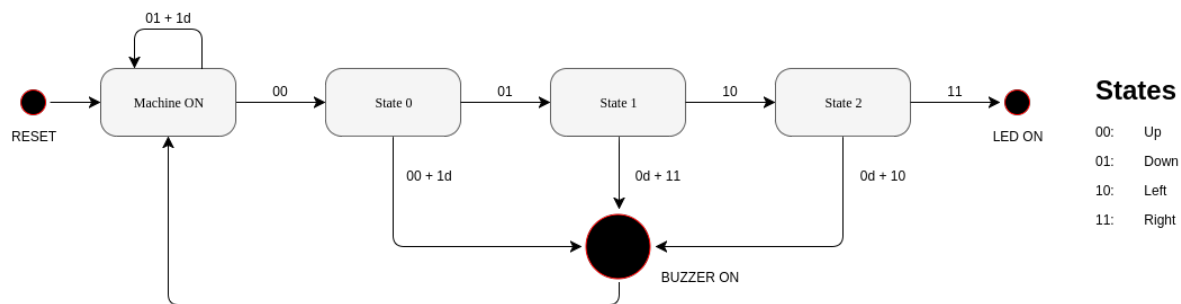 01 + 1d
Machine ON
00
State 0
01
State 1
10
State 2
11
RESET
LED ON
00 + 1d
0d + 11
0d + 10
BUZZER ON
States
00: Up
01: Down
10: Left
11: Right